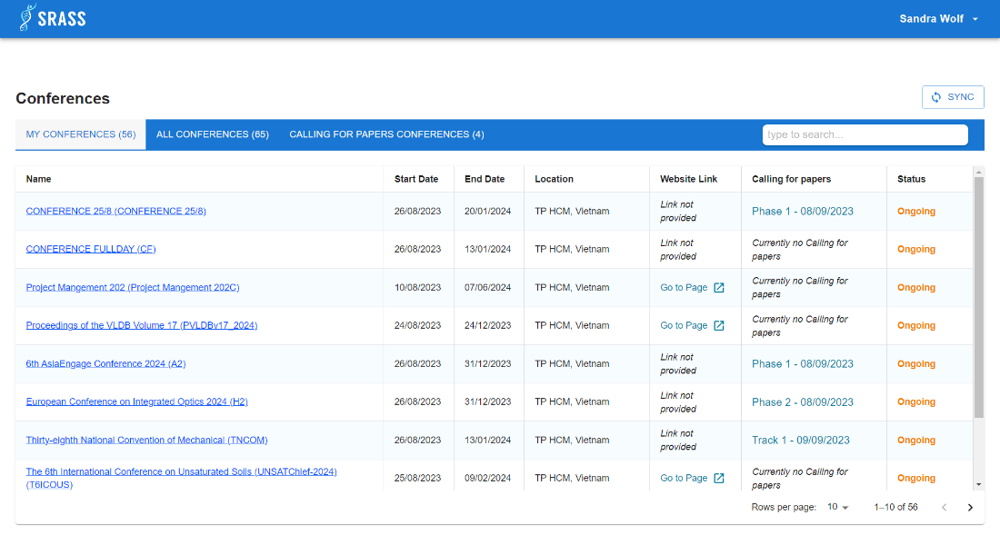 SRASS
Sandra Wolf
Conferences
SYNC
MY CONFERENCES (56) ALL CONFERENCES (65) CALLING FOR PAPERS CONFERENCES (4) type to search...
Name Start Date End Date Location Website Link Calling for papers Status
CONFERENCE 25/8 (CONFERENCE 25/8) 26/08/2023 20/01/2024 TP HCM, Vietnam Link not provided Phase 1 - 08/09/2023 Ongoing
CONFERENCE FULLDAY (CF) 26/08/2023 13/01/2024 TP HCM, Vietnam Link not provided Currently no Calling for papers Ongoing
Project Mangement 202 (Project Mangement 202C) 10/08/2023 07/06/2024 TP HCM, Vietnam Go to Page Currently no Calling for papers Ongoing
Proceedings of the VLDB Volume 17 (PVLDBv17_2024) 24/08/2023 24/12/2023 TP HCM, Vietnam Go to Page Currently no Calling for papers Ongoing
6th AsiaEngage Conference 2024 (A2) 26/08/2023 31/12/2023 TP HCM, Vietnam Link not provided Phase 1 - 08/09/2023 Ongoing
European Conference on Integrated Optics 2024 (H2) 26/08/2023 31/12/2023 TP HCM, Vietnam Link not provided Phase 2 - 08/09/2023 Ongoing
Thirty-eighth National Convention of Mechanical (TNCOM) 26/08/2023 13/01/2024 TP HCM, Vietnam Link not provided Track 1 - 09/09/2023 Ongoing
The 6th International Conference on Unsaturated Soils (UNSATChief-2024) (T6ICOUS) 25/08/2023 09/02/2024 TP HCM, Vietnam Go to Page Currently no Calling for papers Ongoing
Rows per page: 10 1–10 of 56